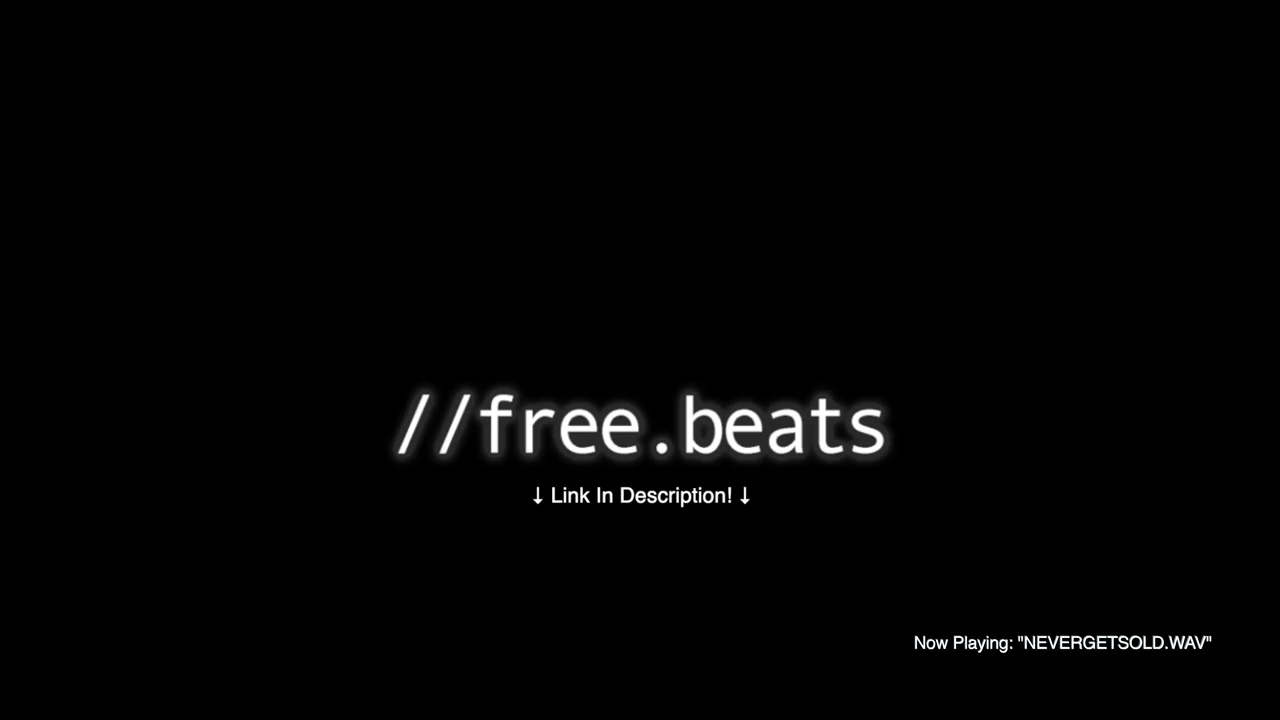 //free.beats
↓ Link In Description! ↓
Now Playing: "NEVERGETSOLD.WAV"